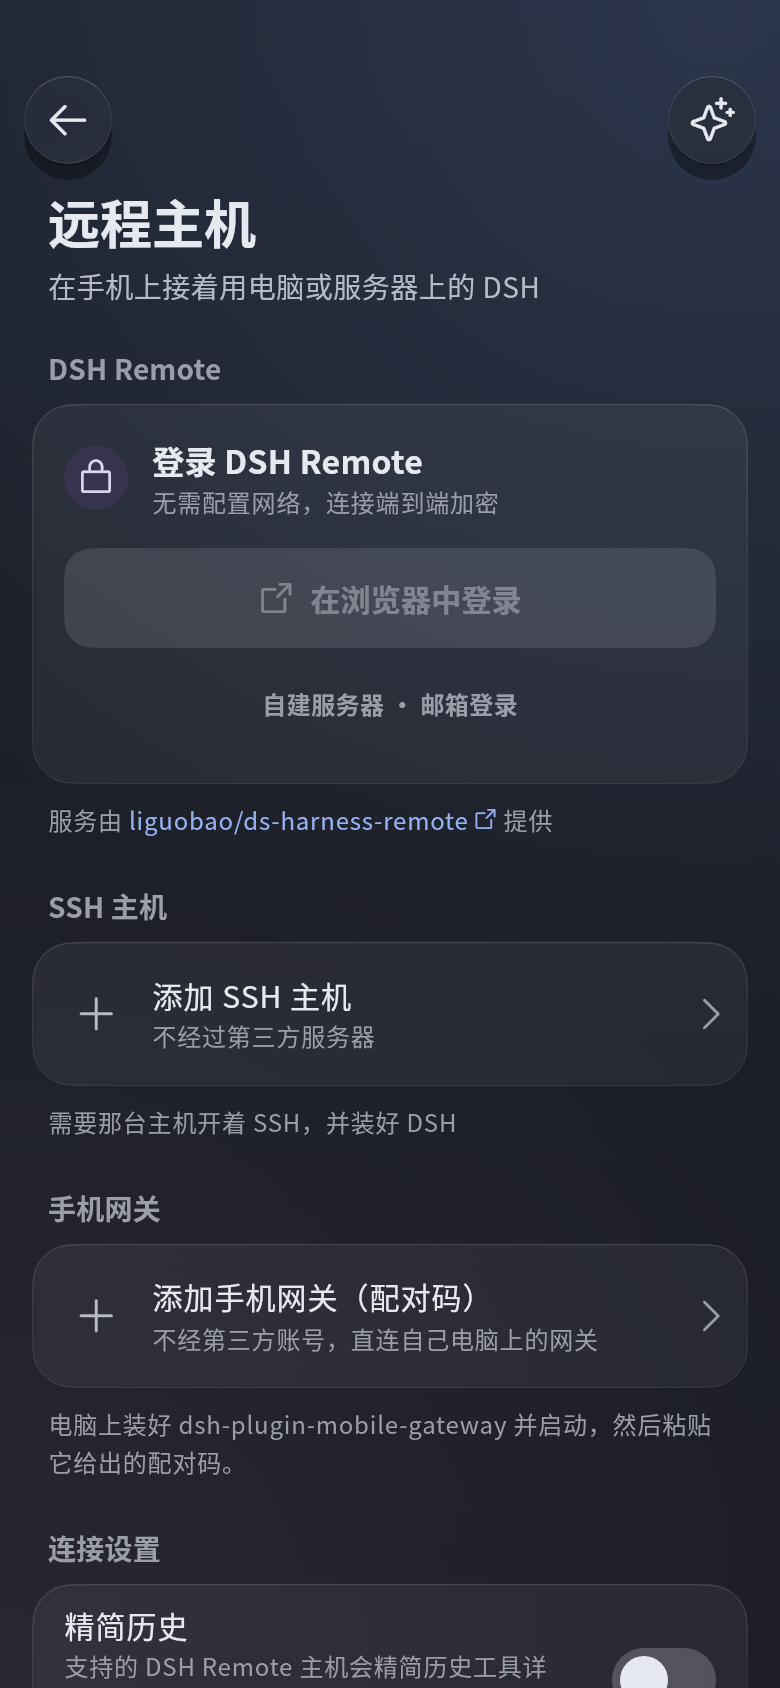 远程主机
在手机上接着用电脑或服务器上的 DSH
DSH Remote
登录 DSH Remote
无需配置网络，连接端到端加密
在浏览器中登录
自建服务器 · 邮箱登录
服务由 liguobao/ds-harness-remote 提供
SSH 主机
添加 SSH 主机
不经过第三方服务器
需要那台主机开着 SSH，并装好 DSH
手机网关
添加手机网关（配对码）
不经第三方账号，直连自己电脑上的网关
电脑上装好 dsh-plugin-mobile-gateway 并启动，然后粘贴
它给出的配对码。
连接设置
精简历史
支持的 DSH Remote 主机会精简历史工具详